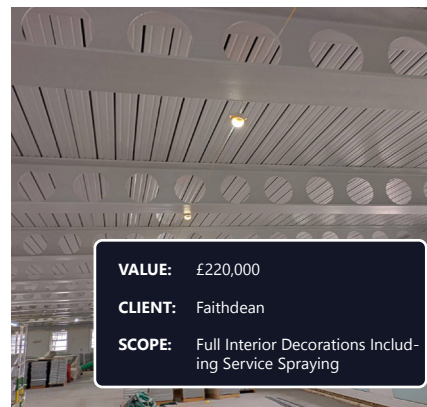 VALUE: £220,000
CLIENT: Faithdean
SCOPE: Full Interior Decorations Includ-
ing Service Spraying